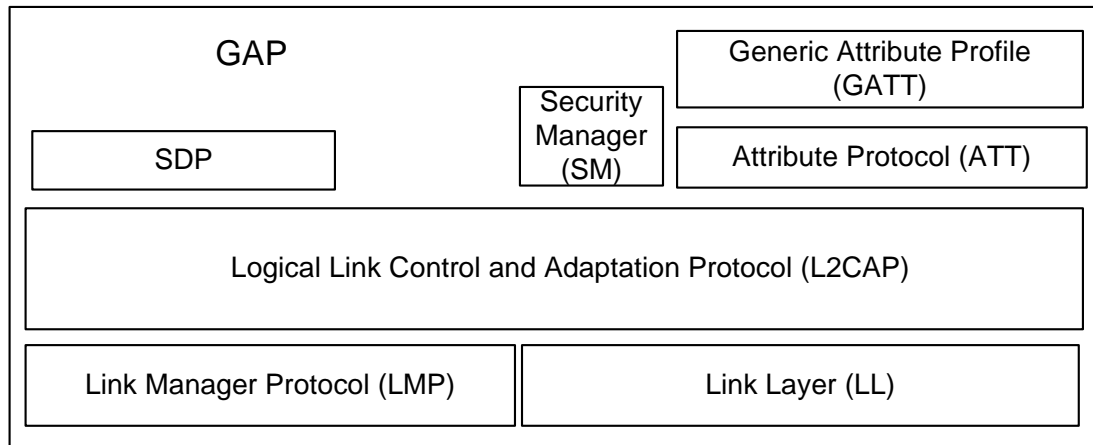 GAP
Generic Attribute Profile
(GATT)
Security
Manager
(SM)
SDP
Attribute Protocol (ATT)
Logical Link Control and Adaptation Protocol (L2CAP)
Link Manager Protocol (LMP)
Link Layer (LL)